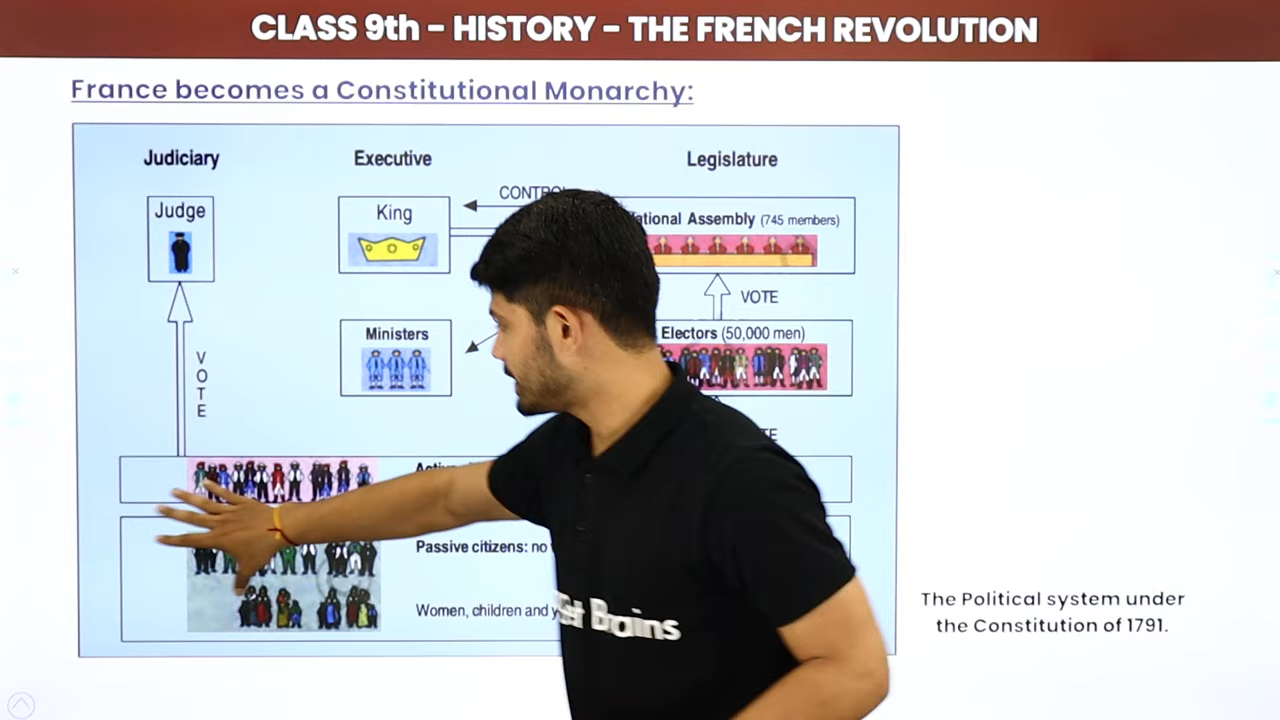 CLASS 9th - HISTORY - THE FRENCH REVOLUTION
France becomes a Constitutional Monarchy:
Judiciary
Executive
Legislature
Judge
King
National Assembly (745 members)
VOTE
Ministers
Electors (50,000 men)
VOTE
Passive citizens: no
Women, children and
Brains
The Political system under
the Constitution of 1791.